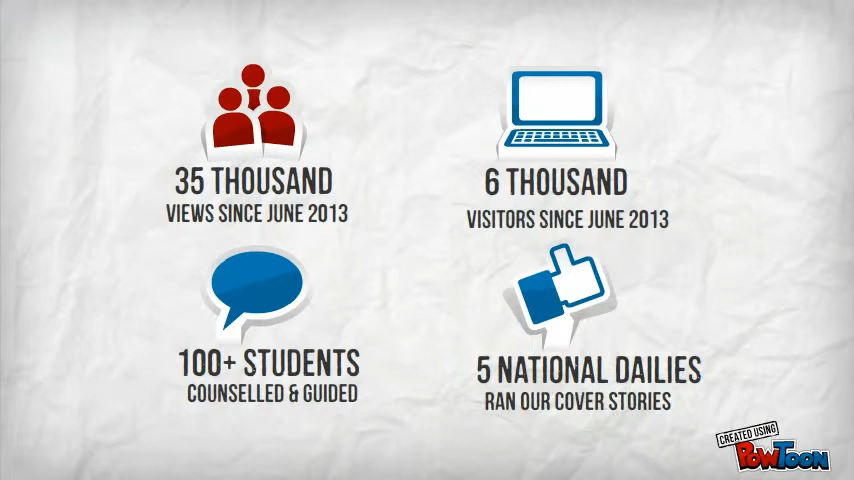 35 THOUSAND
VIEWS SINCE JUNE 2013
6 THOUSAND
VISITORS SINCE JUNE 2013
100+ STUDENTS
COUNSELLED & GUIDED
5 NATIONAL DAILIES
RAN OUR COVER STORIES
CREATED USING
POWTOON